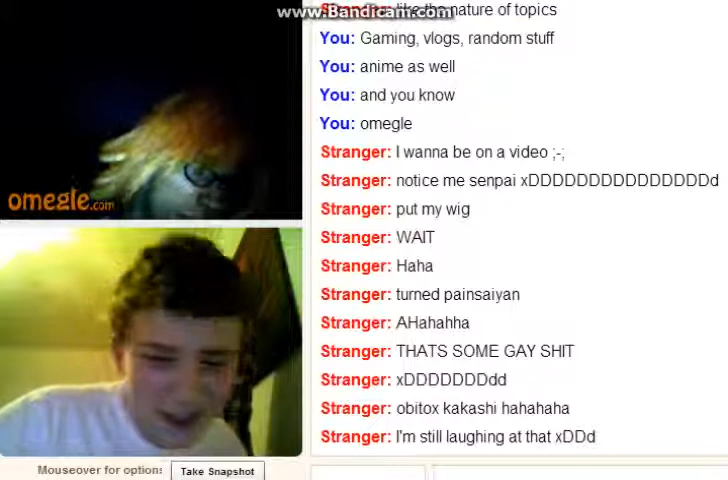 www.Bandicam.com
Stranger: like the nature of topics
You: Gaming, vlogs, random stuff
You: anime as well
You: and you know
You: omegle
Stranger: I wanna be on a video ;-;
Stranger: notice me senpai xDDDDDDDDDDDDDDDd
Stranger: put my wig
Stranger: WAIT
Stranger: Haha
Stranger: turned painsaiyan
Stranger: AHahahha
Stranger: THATS SOME GAY SHIT
Stranger: xDDDDDDDdd
Stranger: obitox kakashi hahahaha
Stranger: I'm still laughing at that xDDd
omegle.com
Mouseover for options
Take Snapshot